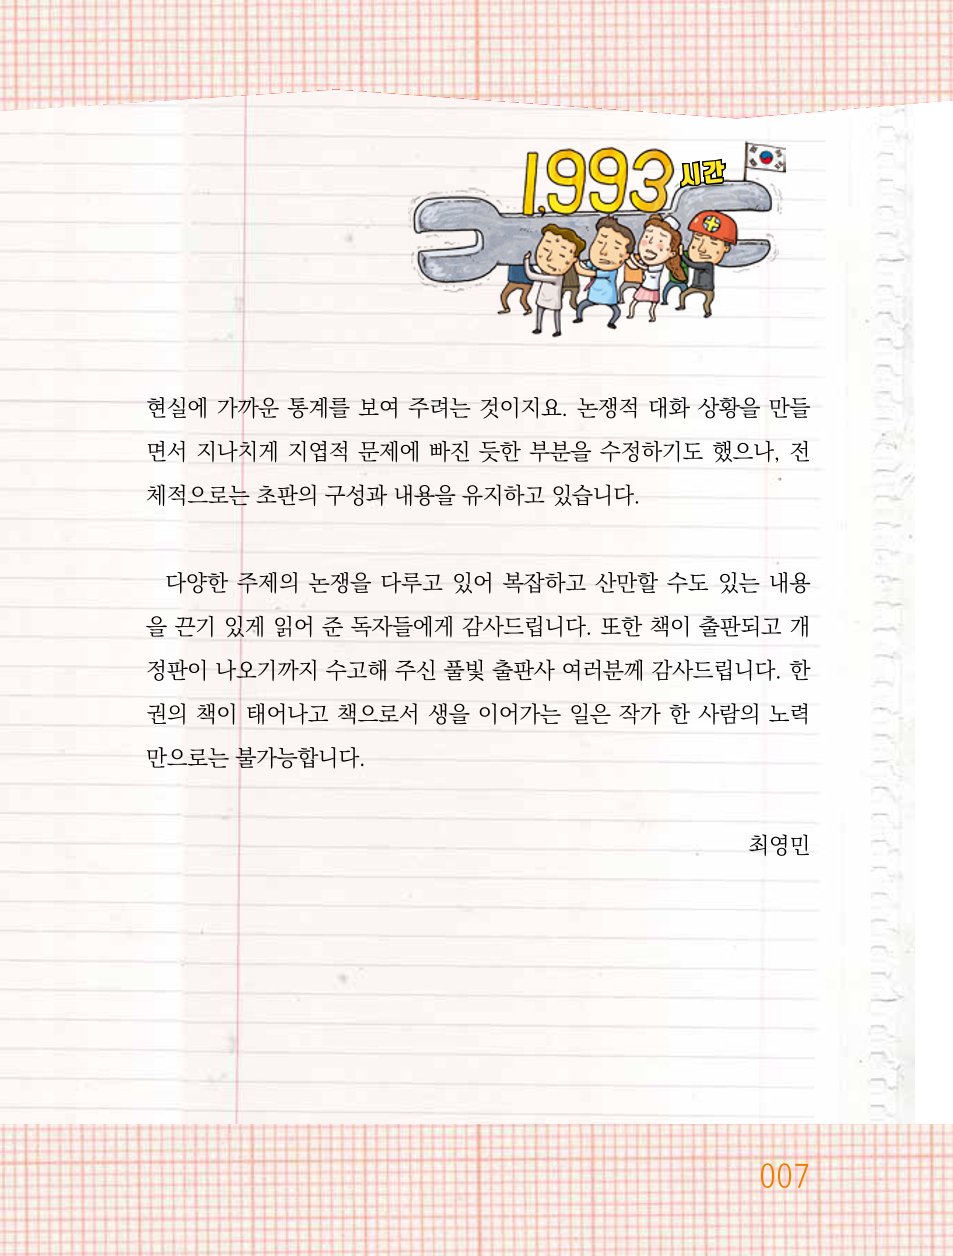 1,993 시간
현실에 가까운 통계를 보여 주려는 것이지요. 논쟁적 대화 상황을 만들
면서 지나치게 지엽적 문제에 빠진 듯한 부분을 수정하기도 했으나, 전
체적으로는 초판의 구성과 내용을 유지하고 있습니다.
다양한 주제의 논쟁을 다루고 있어 복잡하고 산만할 수도 있는 내용
을 끈기 있게 읽어 준 독자들에게 감사드립니다. 또한 책이 출판되고 개
정판이 나오기까지 수고해 주신 풀빛 출판사 여러분께 감사드립니다. 한
권의 책이 태어나고 책으로서 생을 이어가는 일은 작가 한 사람의 노력
만으로는 불가능합니다.
최영민
007